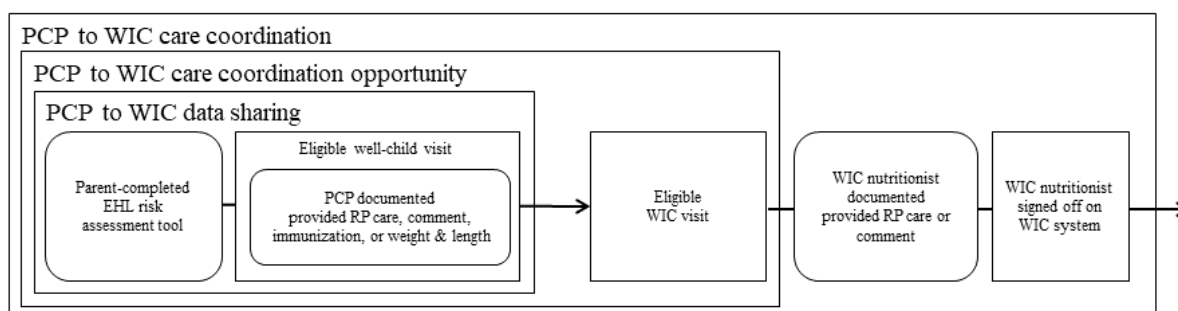 PCP to WIC care coordination
PCP to WIC care coordination opportunity
PCP to WIC data sharing
Parent-completed
EHL risk
assessment tool
Eligible well-child visit
PCP documented
provided RP care, comment,
immunization, or weight & length
Eligible
WIC visit
WIC nutritionist
documented
provided RP care or
comment
WIC nutritionist
signed off on
WIC system